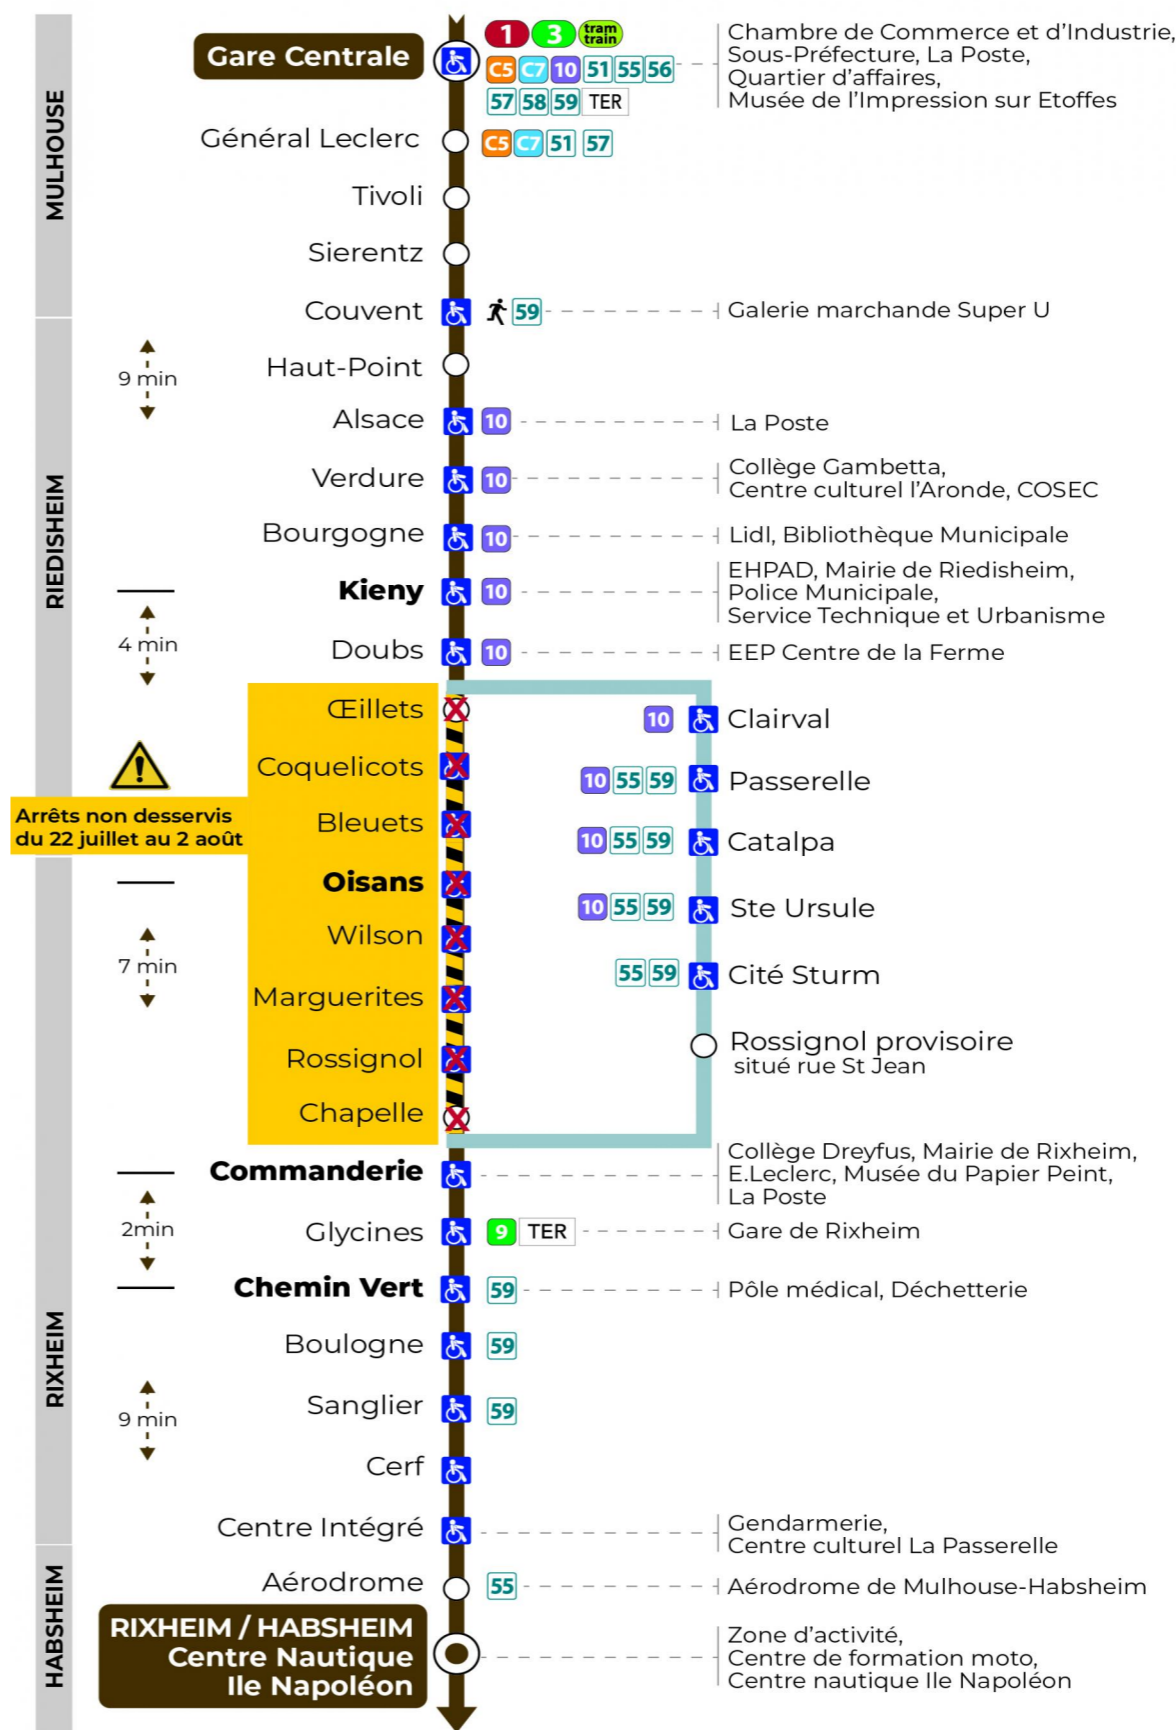 MULHOUSE
Gare Centrale
1 3 tram train
C5 C7 10 51 55 56
57 58 59 TER
Chambre de Commerce et d'Industrie,
Sous-Préfecture, La Poste,
Quartier d'affaires,
Musée de l'Impression sur Etoffes
Général Leclerc
C5 C7 51 57
Tivoli
Sierentz
Couvent
59
Galerie marchande Super U
RIEDISHEIM
9 min
Haut-Point
Alsace
10
La Poste
Verdure
10
Collège Gambetta,
Centre culturel l'Aronde, COSEC
Bourgogne
10
Lidl, Bibliothèque Municipale
Kieny
10
EHPAD, Mairie de Riedisheim,
Police Municipale,
Service Technique et Urbanisme
4 min
Doubs
10
EEP Centre de la Ferme
Œillets
Coquelicots
Bleuets
Oisans
Wilson
Marguerites
Rossignol
Chapelle
Arrêts non desservis
du 22 juillet au 2 août
7 min
10 Clairval
10 55 59 Passerelle
10 55 59 Catalpa
10 55 59 Ste Ursule
55 59 Cité Sturm
Rossignol provisoire
situé rue St Jean
RIXHEIM
Commanderie
Collège Dreyfus, Mairie de Rixheim,
E.Leclerc, Musée du Papier Peint,
La Poste
2min
Glycines
9 TER
Gare de Rixheim
Chemin Vert
59
Pôle médical, Déchetterie
Boulogne
59
Sanglier
59
9 min
Cerf
Centre Intégré
Gendarmerie,
Centre culturel La Passerelle
HABSHEIM
Aérodrome
55
Aérodrome de Mulhouse-Habsheim
RIXHEIM / HABSHEIM
Centre Nautique
Ile Napoléon
Zone d'activité,
Centre de formation moto,
Centre nautique Ile Napoléon